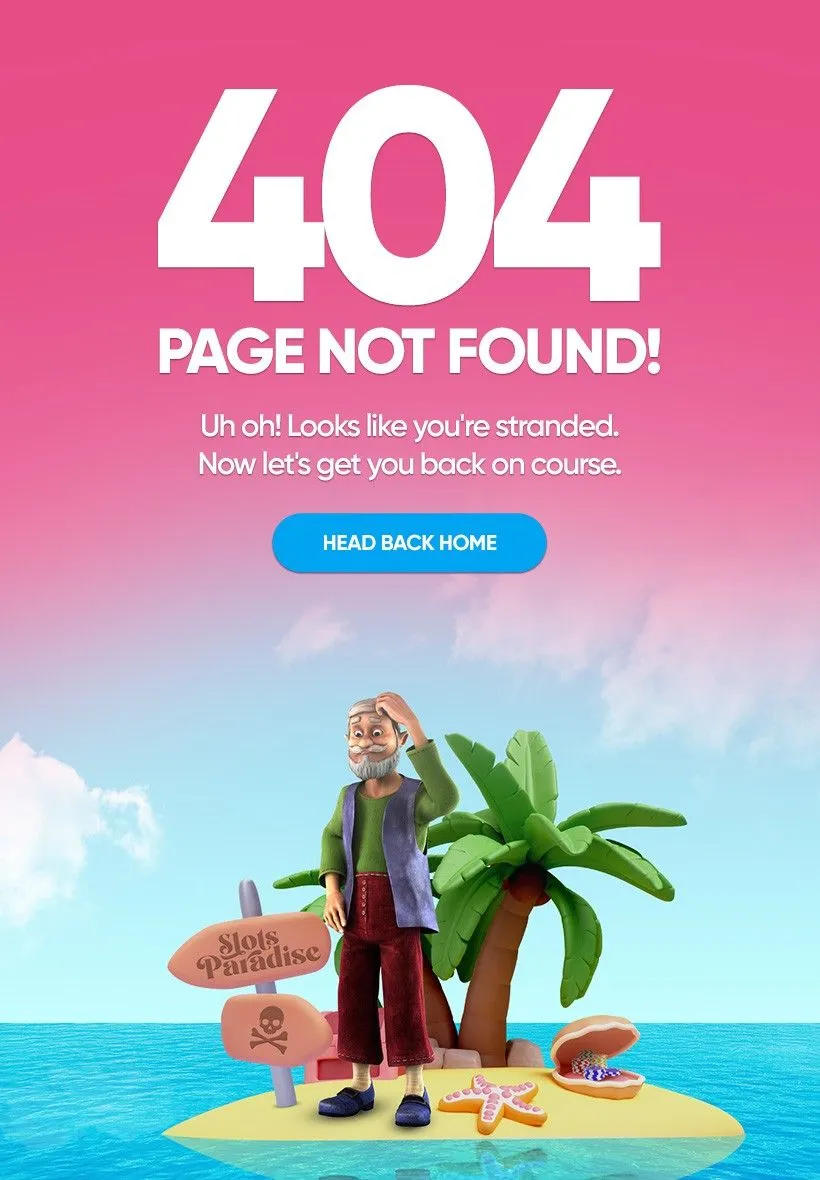 404
PAGE NOT FOUND!
Uh oh! Looks like you're stranded.
Now let's get you back on course.
HEAD BACK HOME
Slots
Paradise